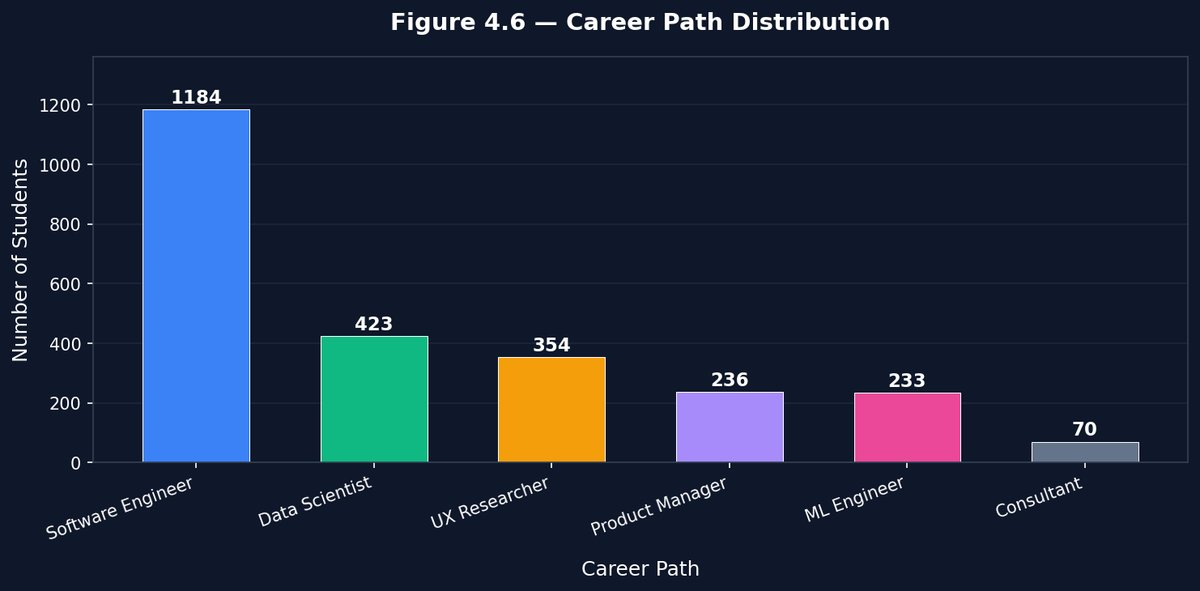 Figure 4.6 — Career Path Distribution
Number of Students
1200
1000
800
600
400
200
0
1184
423
354
236
233
70
Software Engineer
Data Scientist
UX Researcher
Product Manager
ML Engineer
Consultant
Career Path